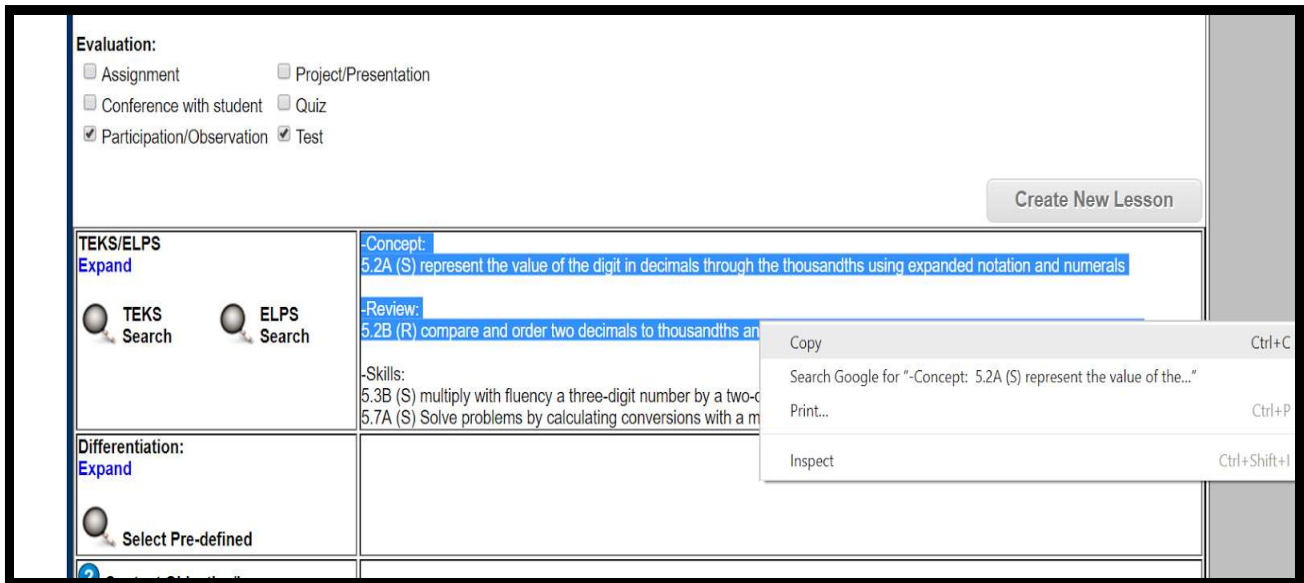 Evaluation:
Assignment Project/Presentation
Conference with student Quiz
Participation/Observation Test
Create New Lesson
TEKS/ELPS
Expand
TEKS Search
ELPS Search
-Concept:
5.2A (S) represent the value of the digit in decimals through the thousandths using expanded notation and numerals
-Review:
5.2B (R) compare and order two decimals to thousandths an
-Skills:
5.3B (S) multiply with fluency a three-digit number by a
5.7A (S) Solve problems by calculating conversions with a
Copy Ctrl+C
Search Google for "-Concept: 5.2A (S) represent the value of the..."
Print... Ctrl+P
Inspect Ctrl+Shift+I
Differentiation:
Expand
Select Pre-defined